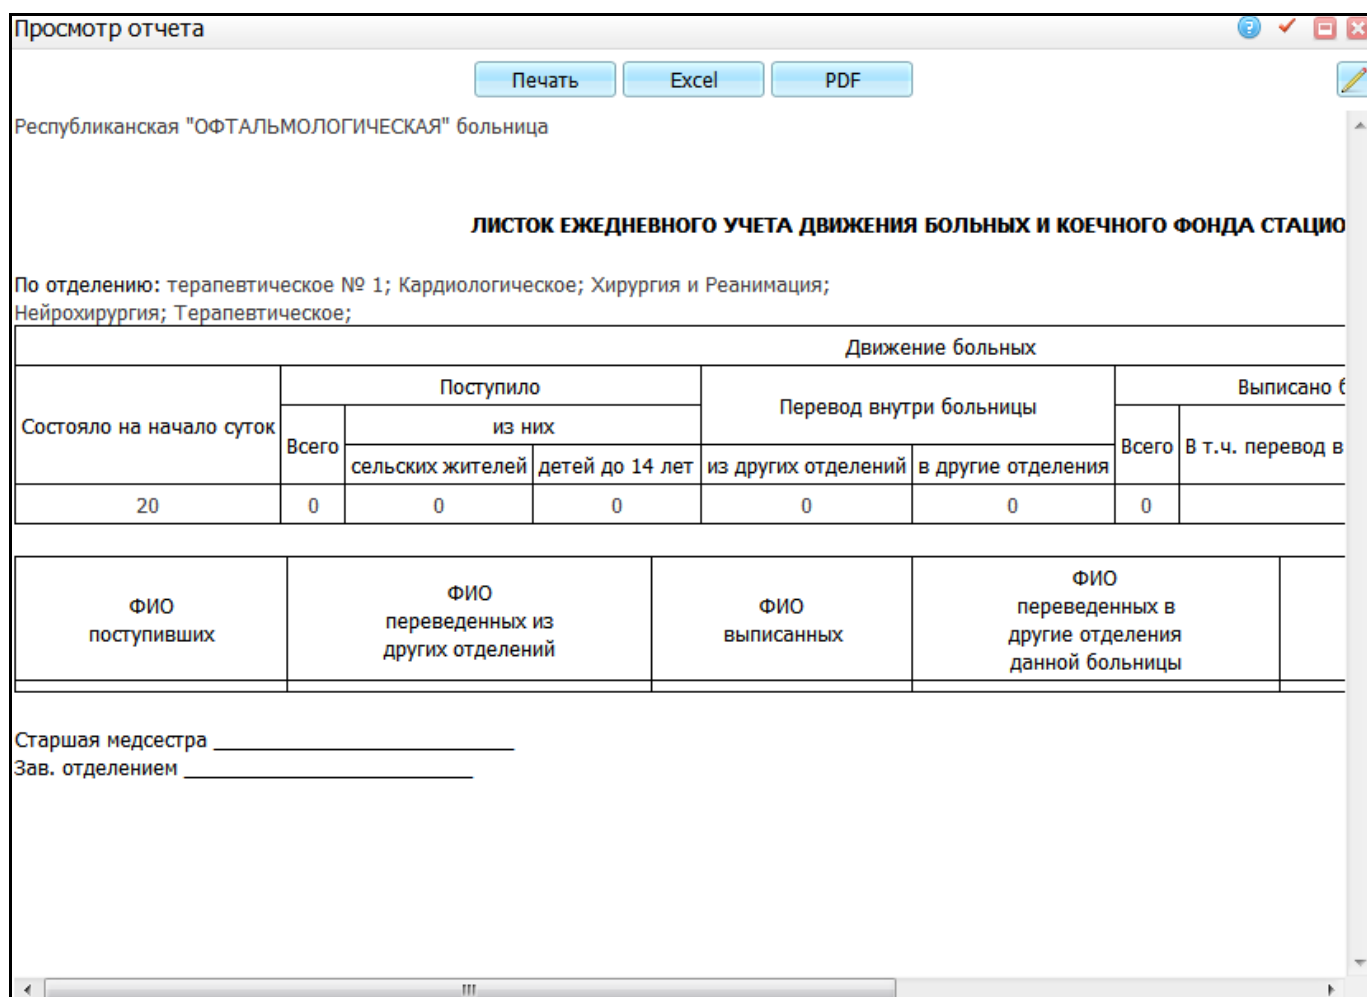 Просмотр отчета
Печать Excel PDF
Республиканская "ОФТАЛЬМОЛОГИЧЕСКАЯ" больница
ЛИСТОК ЕЖЕДНЕВНОГО УЧЕТА ДВИЖЕНИЯ БОЛЬНЫХ И КОЕЧНОГО ФОНДА СТАЦИО
По отделению: терапевтическое № 1; Кардиологическое; Хирургия и Реанимация;
Нейрохирургия; Терапевтическое;
Движение больных
Состояло на начало суток
Поступило
Всего
из них
сельских жителей
детей до 14 лет
Перевод внутри больницы
из других отделений
в другие отделения
Выписано б
Всего
В т.ч. перевод в
20 0 0 0 0 0 0
ФИО
поступивших
ФИО
переведенных из
других отделений
ФИО
выписанных
ФИО
переведенных в
другие отделения
данной больницы
Старшая медсестра
Зав. отделением